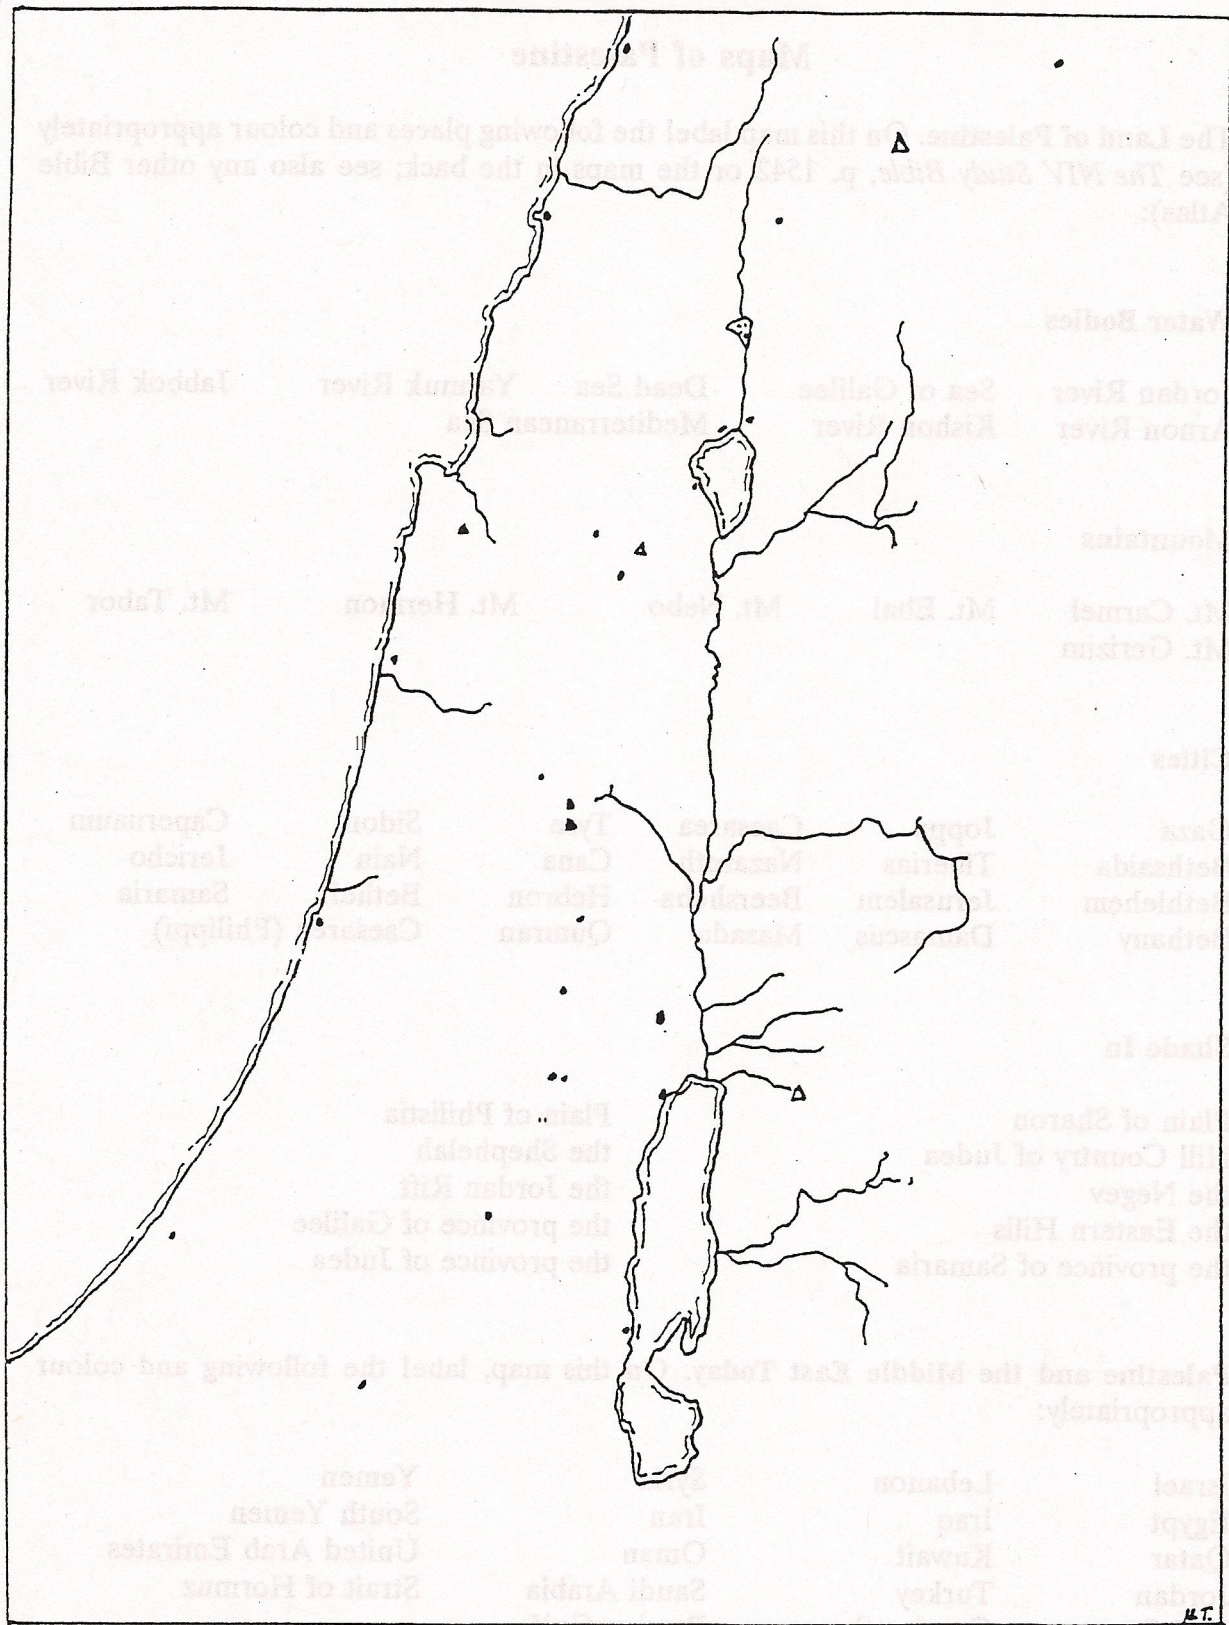 Maps of Palestine
The Land of Palestine. On this map label the following places and colour appropriately
see The NIV Study Bible, p. 1542 or the maps in the back; see also any other Bible
Atlas):
Water Bodies
Jordan River Sea of Galilee Dead Sea Yarmuk River Jabbok River
Arnon River Kishon River Mediterranean Sea
Mountains
Mt. Carmel Mt. Ebal Mt. Nebo Mt. Hermon Mt. Tabor
Mt. Gerizim
Cities
Gaza Joppa Caesarea Tyre Sidon Capernaum
Bethsaida Tiberias Nazareth Cana Nain Jericho
Bethlehem Jerusalem Beersheba Hebron Bethel Samaria
Bethany Damascus Masada Qumran Caesarea (Philippi)
Shade In
Plain of Sharon Plain of Philistia
Hill Country of Judea the Shephelah
the Negev the Jordan Rift
the Eastern Hills the province of Galilee
the province of Samaria the province of Judea
Palestine and the Middle East Today. On this map, label the following and colour
appropriately:
Israel Lebanon Syria Yemen
Egypt Iraq Iran South Yemen
Qatar Kuwait Oman United Arab Emirates
Jordan Turkey Saudi Arabia Strait of Hormuz
H.T.